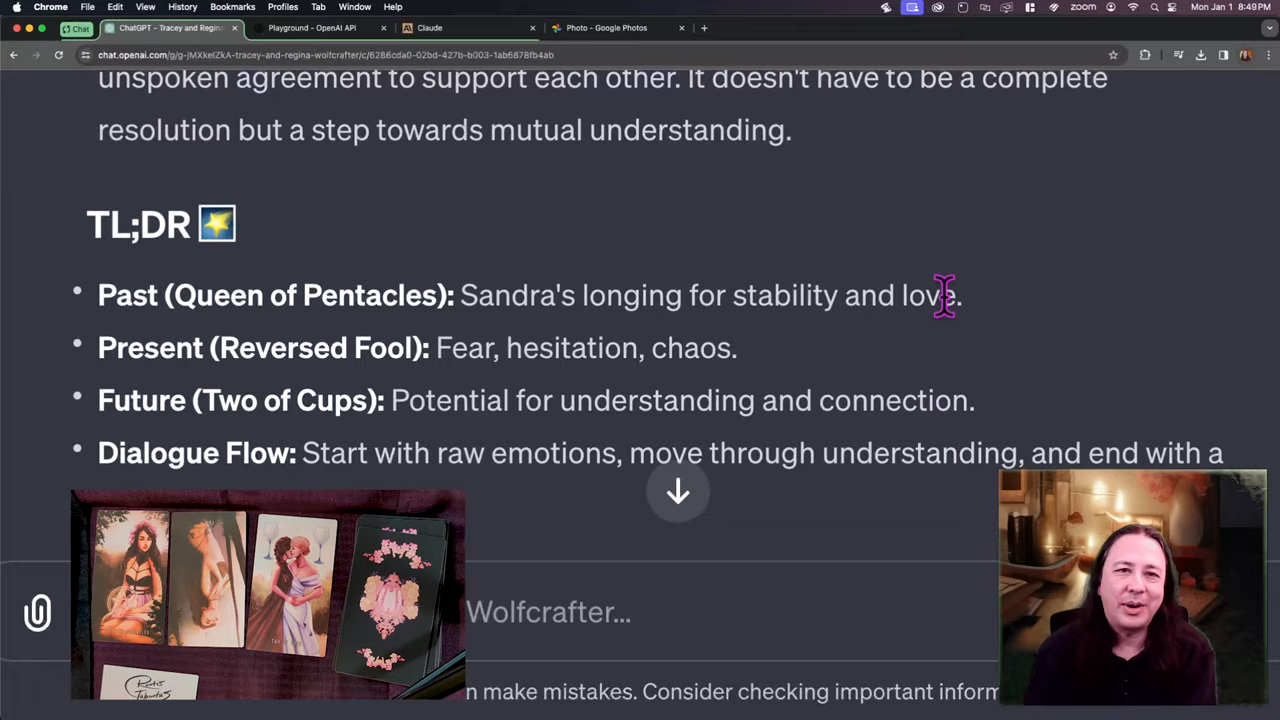 Chrome File Edit View History Bookmarks Profiles Tab Window Help zoom Mon Jan 1 8:49 PM
Chat ChatGPT - Tracey and Regina Playground - OpenAI API Claude Photo - Google Photos
chat.openai.com/g/g-jMXkelZkA-tracey-and-regina-wolfcrafter/c/6286cda0-02bd-427b-b003-1ab6878fb4ab
unspoken agreement to support each other. It doesn't have to be a complete
resolution but a step towards mutual understanding.
TL;DR
• Past (Queen of Pentacles): Sandra's longing for stability and love.
• Present (Reversed Fool): Fear, hesitation, chaos.
• Future (Two of Cups): Potential for understanding and connection.
• Dialogue Flow: Start with raw emotions, move through understanding, and end with a
Wolfcrafter...
n make mistakes. Consider checking important inform